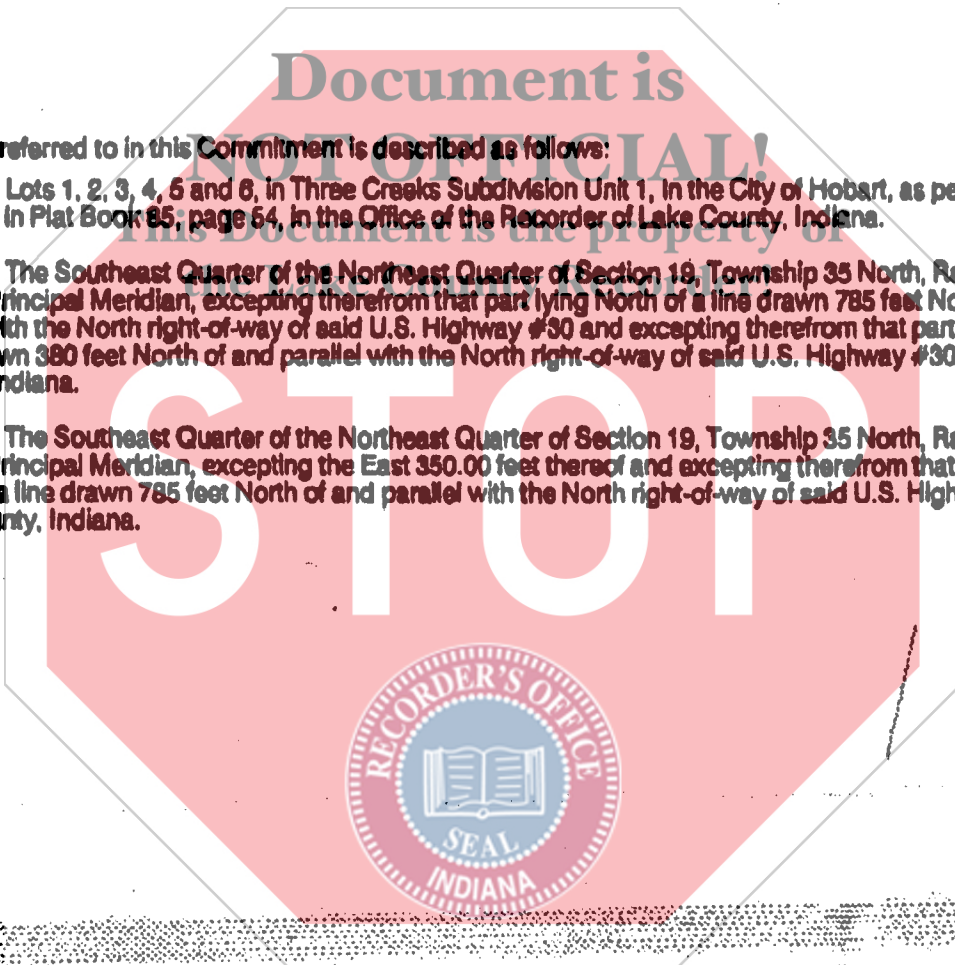 Document is
NOT OFFICIAL!
This Document is the property of
the Lake County Recorder!
referred to in this Commitment is described as follows:
Lots 1, 2, 3, 4, 5 and 6, in Three Creeks Subdivision Unit 1, in the City of Hobart, as pe
in Plat Book 85, page 54, in the Office of the Recorder of Lake County, Indiana.
The Southeast Quarter of the Northeast Quarter of Section 19, Township 35 North, Ra
rincipal Meridian, excepting therefrom that part lying North of a line drawn 785 feet No
th the North right-of-way of said U.S. Highway #30 and excepting therefrom that part
wn 380 feet North of and parallel with the North right-of-way of said U.S. Highway #30
ndiana.
The Southeast Quarter of the Northeast Quarter of Section 19, Township 35 North, Ra
rincipal Meridian, excepting the East 350.00 feet thereof and excepting therefrom that
a line drawn 785 feet North of and parallel with the North right-of-way of said U.S. High
nty, Indiana.
STOP
RECORDER'S OFFICE
SEAL
INDIANA